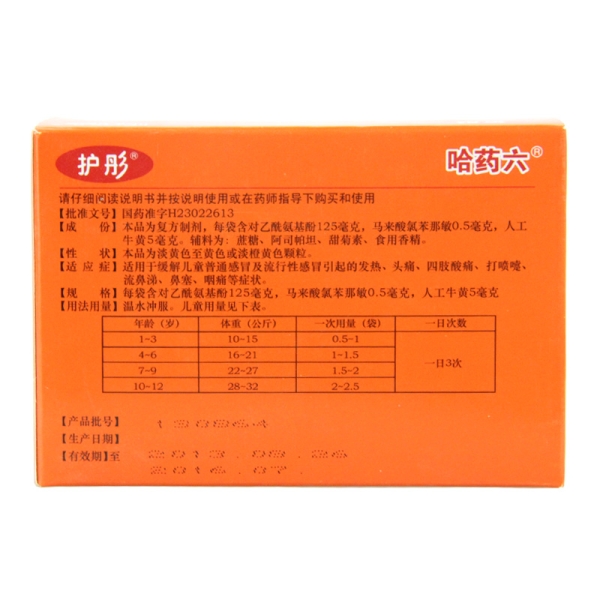 护彤®
哈药六®
请仔细阅读说明书并按说明使用或在药师指导下购买和使用
【批准文号】国药准字H23022613
【成 份】本品为复方制剂，每袋含对乙酰氨基酚125毫克，马来酸氯苯那敏0.5毫克，人工
牛黄5毫克。辅料为：蔗糖、阿司帕坦、甜菊素、食用香精。
【性 状】本品为淡黄色至黄色或淡橙黄色颗粒。
【适 应 症】适用于缓解儿童普通感冒及流行性感冒引起的发热、头痛、四肢酸痛、打喷嚏、
流鼻涕、鼻塞、咽痛等症状。
【规 格】每袋含对乙酰氨基酚125毫克，马来酸氯苯那敏0.5毫克，人工牛黄5毫克
【用法用量】温水冲服。儿童用量见下表。
年龄（岁） 体重（公斤） 一次用量（袋） 一日次数
1-3 10-15 0.5-1
4-6 16-21 1-1.5
一日3次
7-9 22-27 1.5-2
10-12 28-32 2-2.5
【产品批号】
【生产日期】
【有效期】至 2016.07.